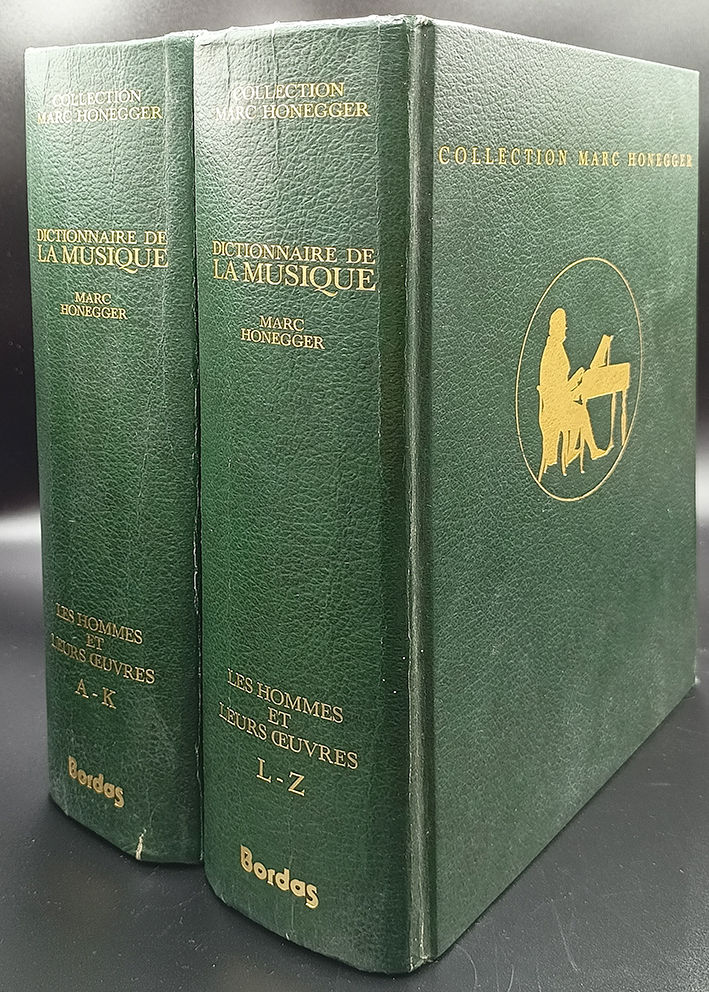 COLLECTION
MARC HONEGGER
DICTIONNAIRE DE
LA MUSIQUE
MARC
HONEGGER
LES HOMMES
ET
LEURS ŒUVRES
A - K
Bordas
COLLECTION
MARC HONEGGER
DICTIONNAIRE DE
LA MUSIQUE
MARC
HONEGGER
LES HOMMES
ET
LEURS ŒUVRES
L - Z
Bordas
COLLECTION MARC HONEGGER